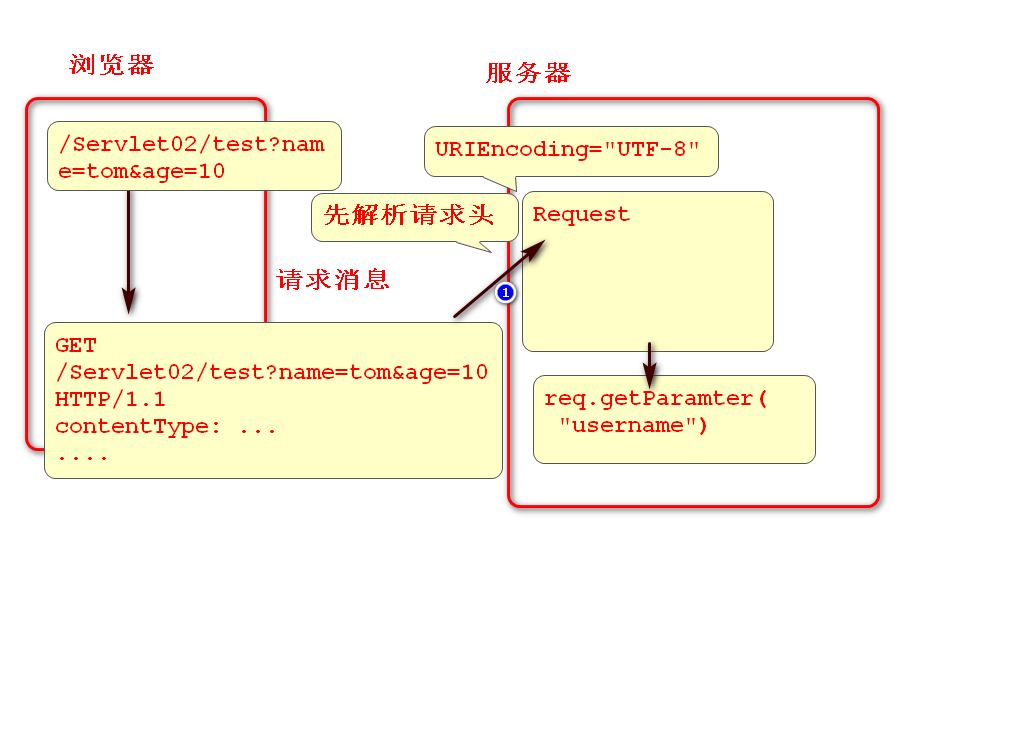 浏览器
服务器
/Servlet02/test?nam
e=tom&age=10
URIEncoding="UTF-8"
先解析请求头
Request
请求消息
1
GET
/Servlet02/test?name=tom&age=10
HTTP/1.1
contentType: ...
....
req.getParamter(
"username")